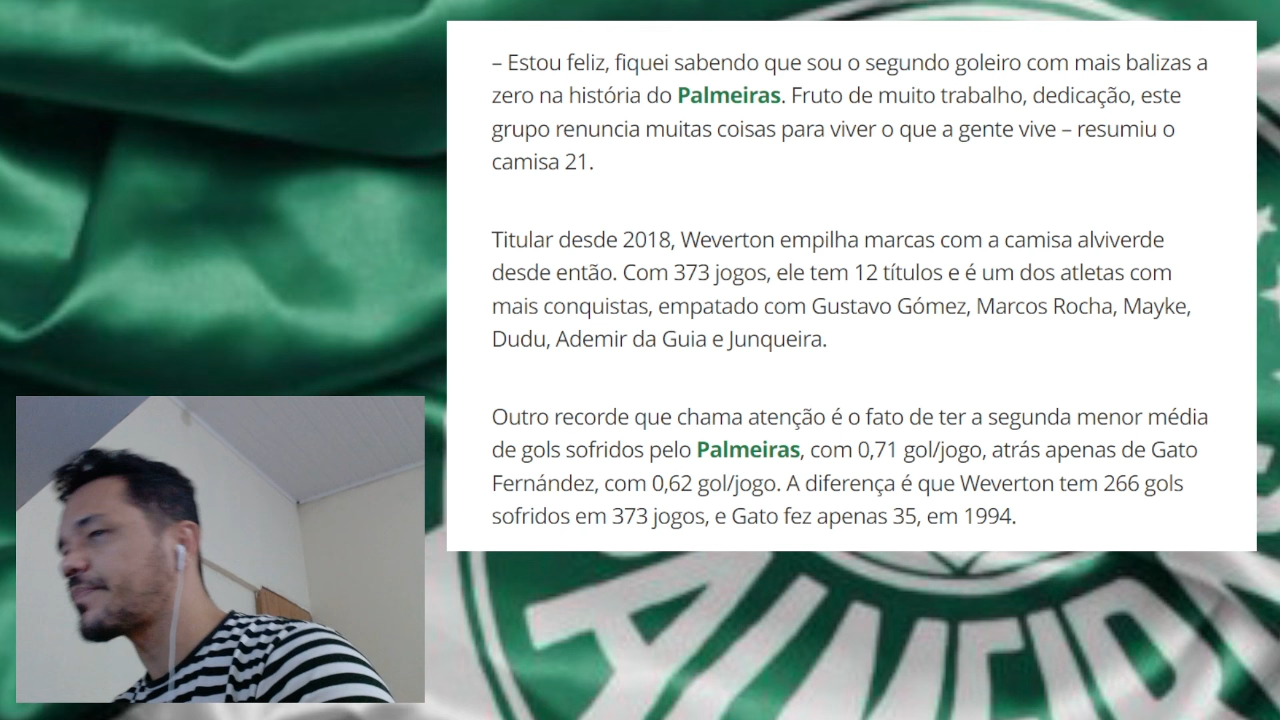 – Estou feliz, fiquei sabendo que sou o segundo goleiro com mais balizas a
zero na história do Palmeiras. Fruto de muito trabalho, dedicação, este
grupo renuncia muitas coisas para viver o que a gente vive – resumiu o
camisa 21.
Titular desde 2018, Weverton empilha marcas com a camisa alviverde
desde então. Com 373 jogos, ele tem 12 títulos e é um dos atletas com
mais conquistas, empatado com Gustavo Gómez, Marcos Rocha, Mayke,
Dudu, Ademir da Guia e Junqueira.
Outro recorde que chama atenção é o fato de ter a segunda menor média
de gols sofridos pelo Palmeiras, com 0,71 gol/jogo, atrás apenas de Gato
Fernández, com 0,62 gol/jogo. A diferença é que Weverton tem 266 gols
sofridos em 373 jogos, e Gato fez apenas 35, em 1994.